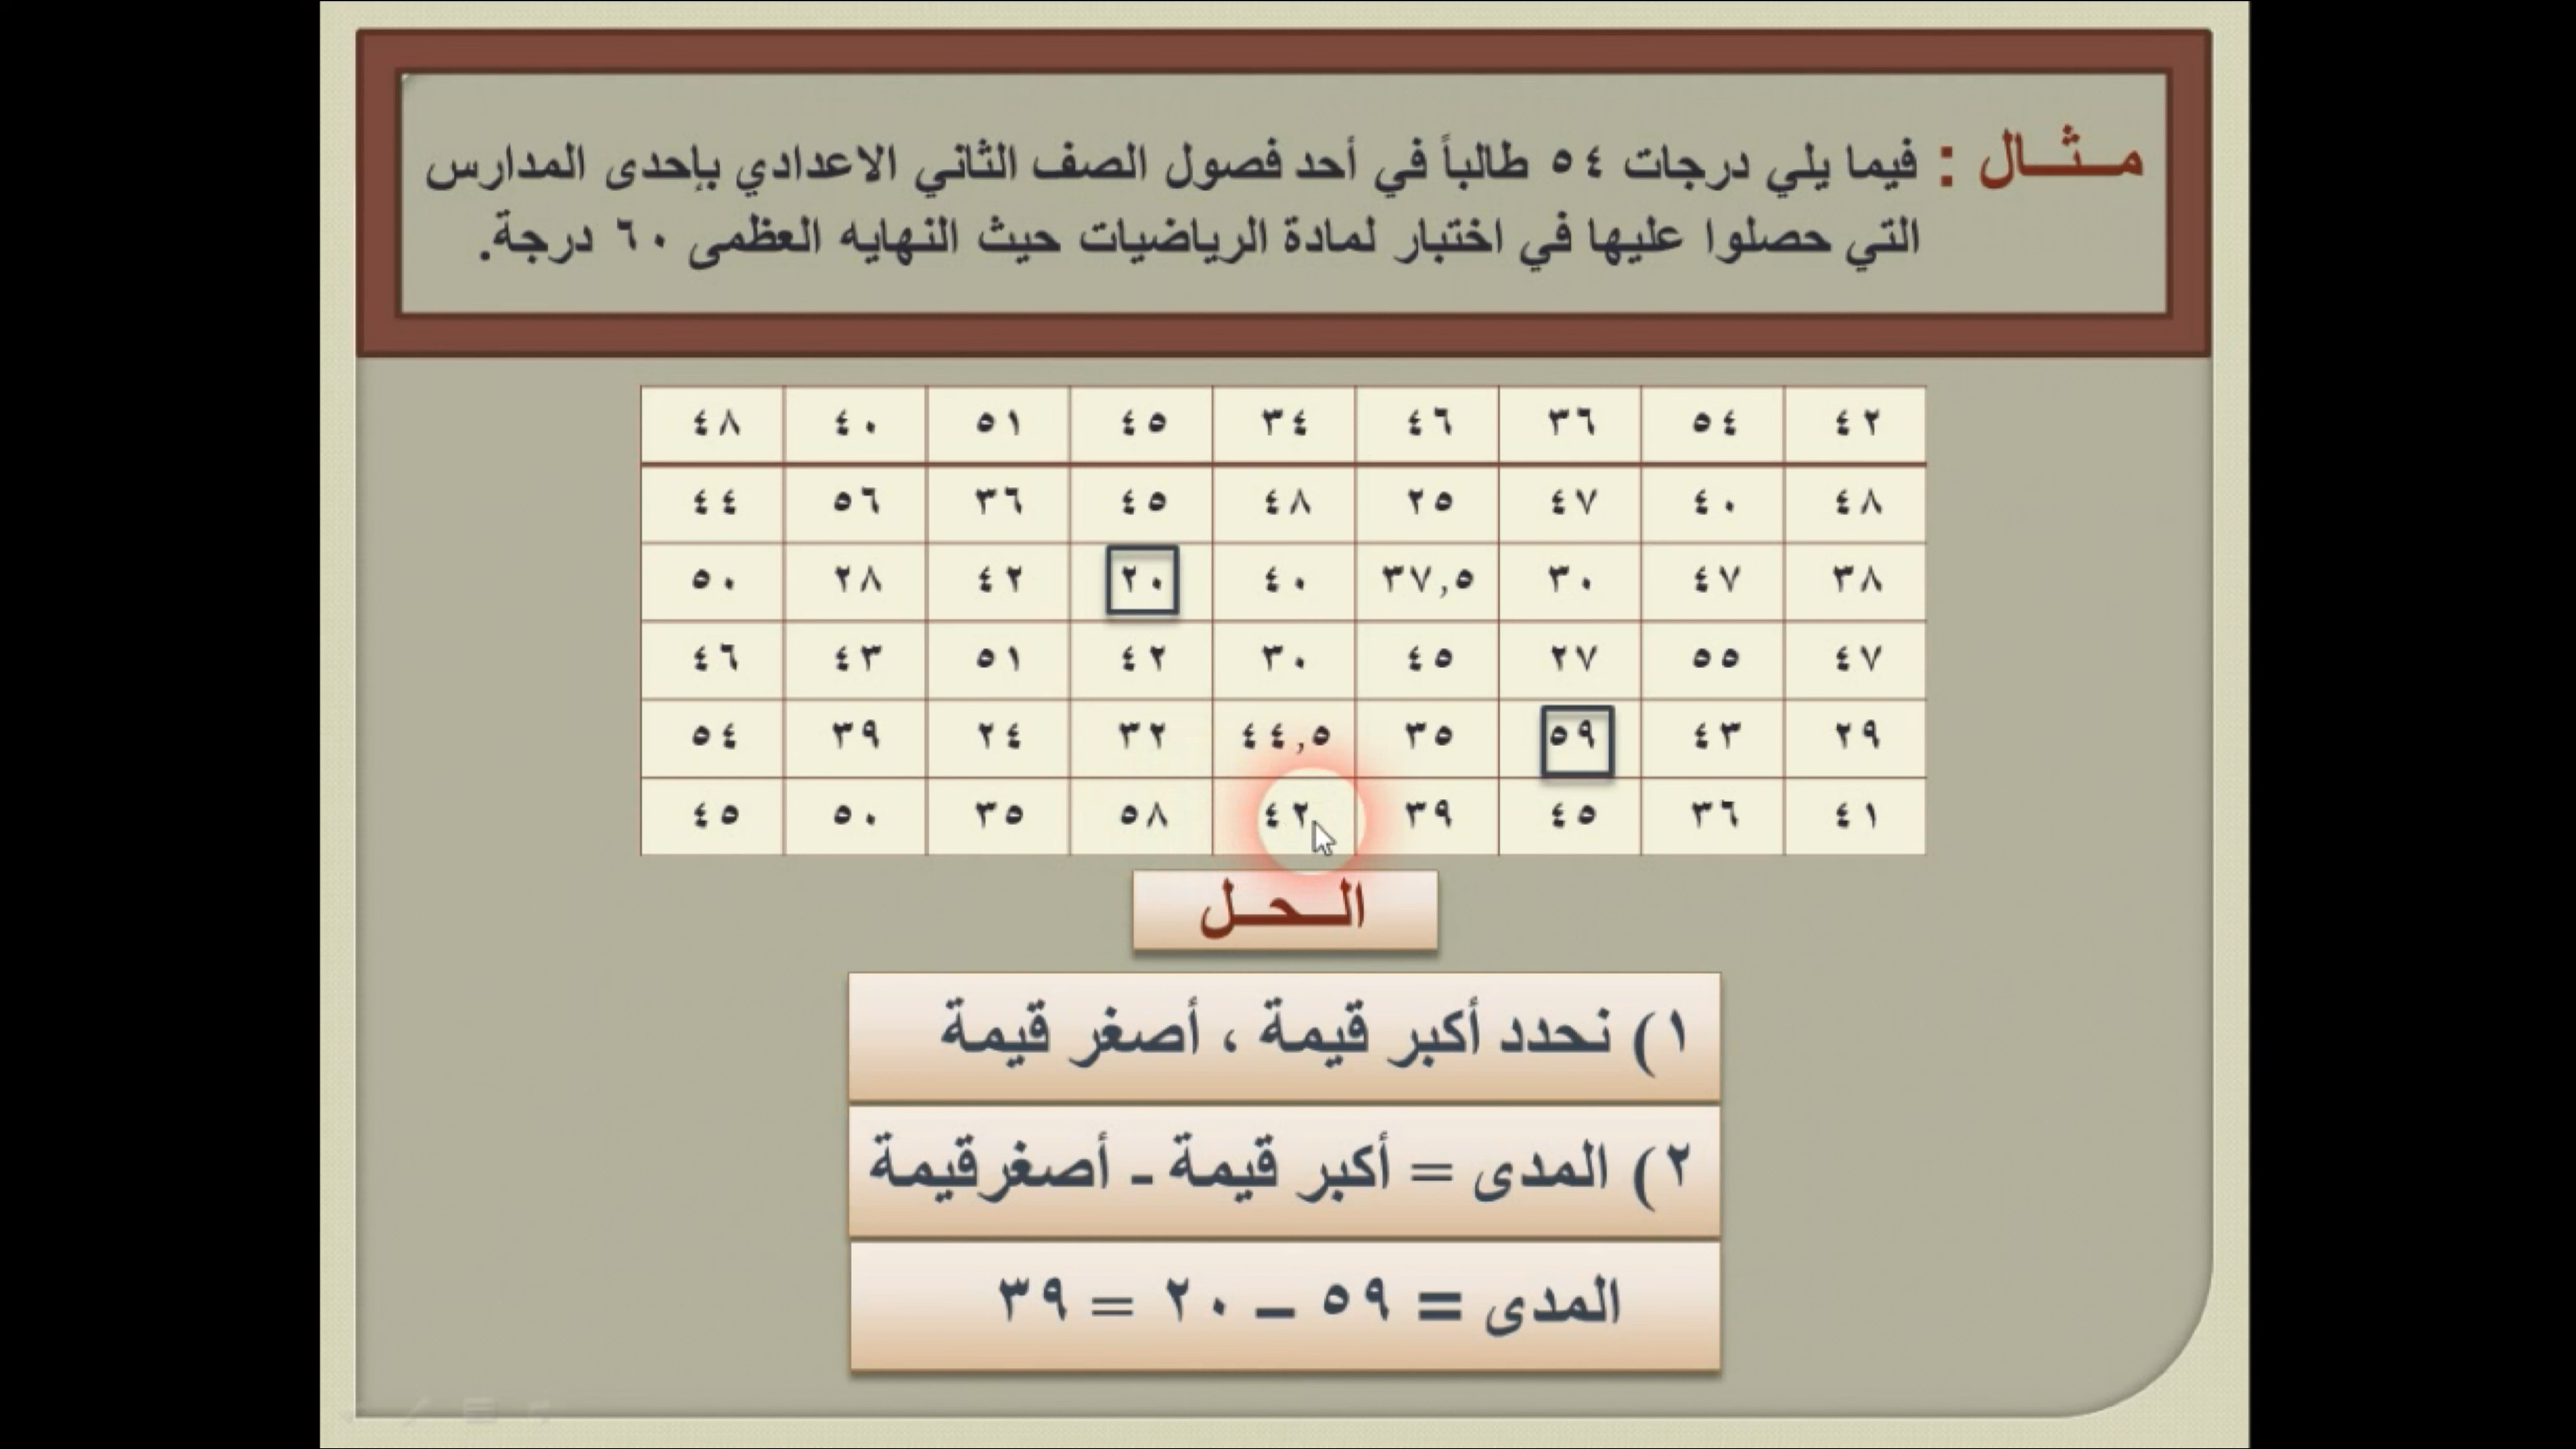 مـثـال : فيما يلي درجات ٥٤ طالباً في أحد فصول الصف الثاني الاعدادي بإحدى المدارس
التي حصلوا عليها في اختبار لمادة الرياضيات حيث النهايه العظمى ٦٠ درجة.
٤٢ ٥٤ ٣٦ ٤٦ ٣٤ ٤٥ ٥١ ٤٠ ٤٨
٤٨ ٤٠ ٤٧ ٢٥ ٤٨ ٤٥ ٣٦ ٥٦ ٤٤
٣٨ ٤٧ ٣٠ ٣٧,٥ ٤٠ ٢٠ ٤٢ ٢٨ ٥٠
٤٧ ٥٥ ٢٧ ٤٥ ٣٠ ٤٢ ٥١ ٤٣ ٤٦
٢٩ ٤٣ ٥٩ ٣٥ ٤٤,٥ ٣٢ ٢٤ ٣٩ ٥٤
٤١ ٣٦ ٤٥ ٣٩ ٤٢ ٥٨ ٣٥ ٥٠ ٤٥
الـحـل
١) نحدد أكبر قيمة ، أصغر قيمة
٢) المدى = أكبر قيمة - أصغرقيمة
المدى = ٥٩ – ٢٠ = ٣٩